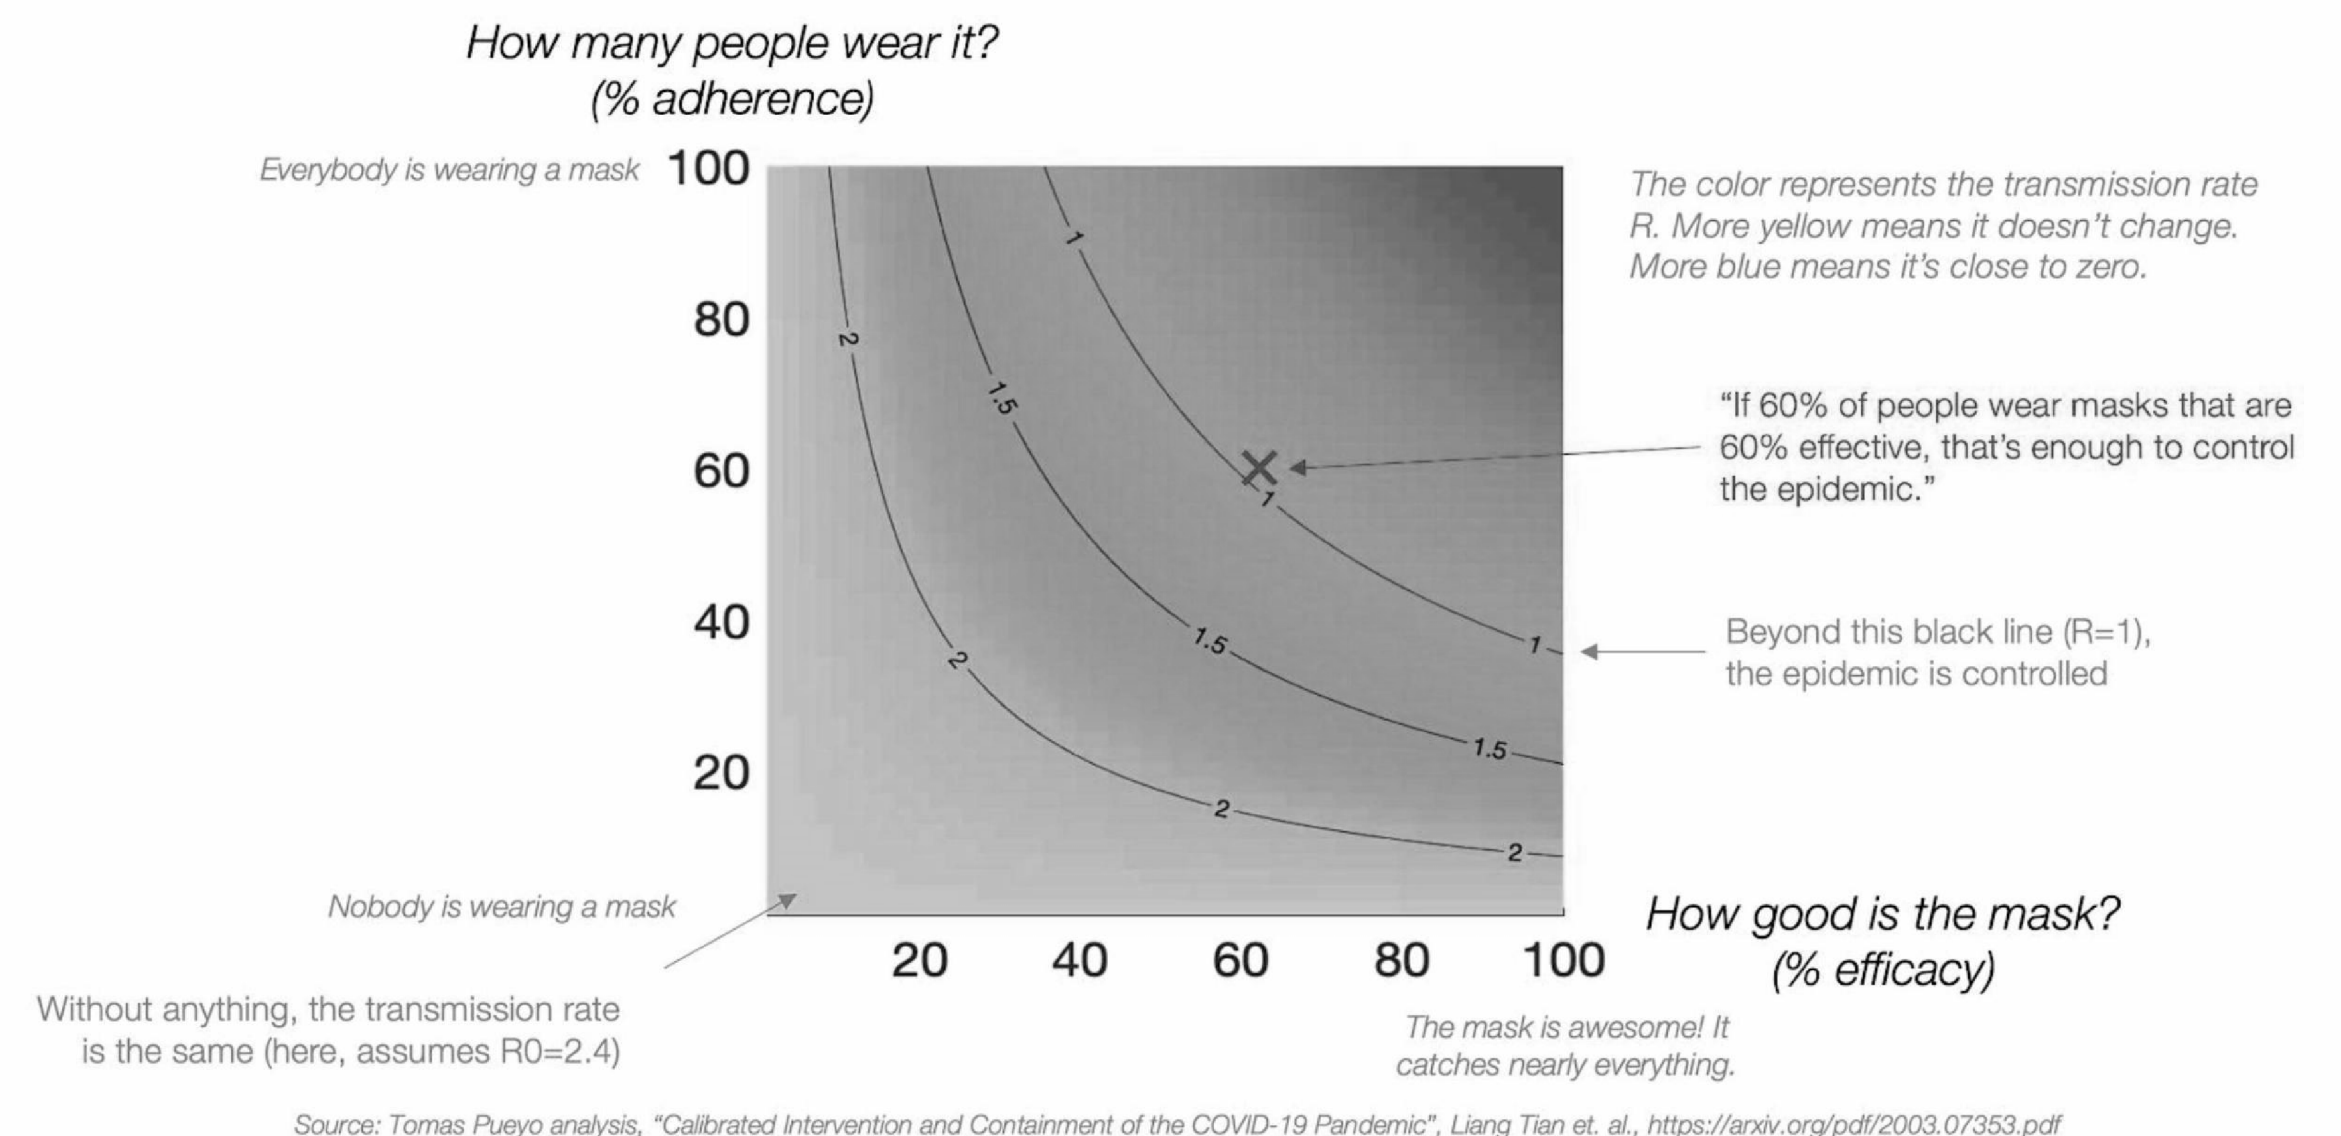 How many people wear it?
(% adherence)
Everybody is wearing a mask
100
80
60
40
20
1
1
1
1.5
1.5
1.5
2
2
2
2
The color represents the transmission rate
R. More yellow means it doesn’t change.
More blue means it’s close to zero.
“If 60% of people wear masks that are
60% effective, that’s enough to control
the epidemic.”
Beyond this black line (R=1),
the epidemic is controlled
Nobody is wearing a mask
Without anything, the transmission rate
is the same (here, assumes R0=2.4)
20 40 60 80 100
How good is the mask?
(% efficacy)
The mask is awesome! It
catches nearly everything.
Source: Tomas Pueyo analysis, “Calibrated Intervention and Containment of the COVID-19 Pandemic”, Liang Tian et. al., https://arxiv.org/pdf/2003.07353.pdf